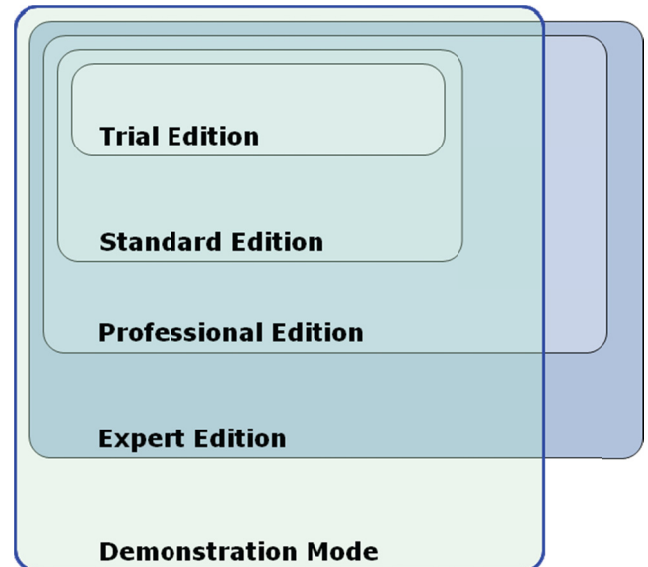 Trial Edition
Standard Edition
Professional Edition
Expert Edition
Demonstration Mode